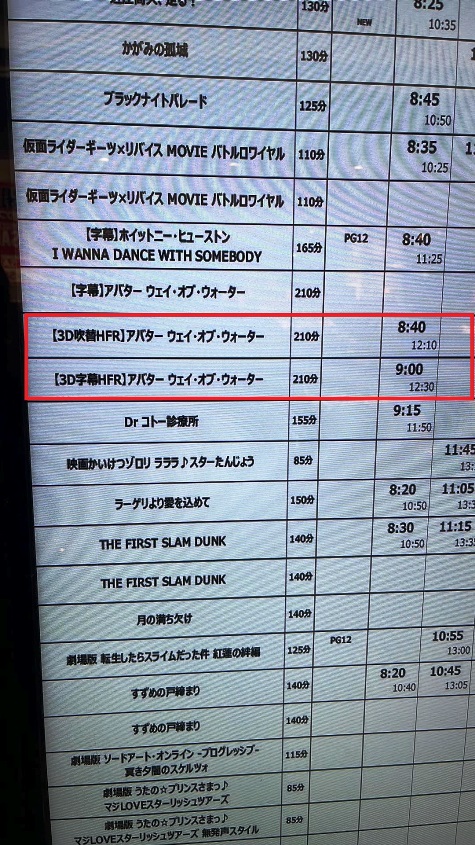 130分 8:25
NEW 10:35
かがみの孤城 130分
ブラックナイトパレード 125分 8:45
10:50
仮面ライダーギーツ×リバイス MOVIE バトルロワイヤル 110分 8:35
10:25
仮面ライダーギーツ×リバイス MOVIE バトルロワイヤル 110分
【字幕】ホイットニー・ヒューストン
I WANNA DANCE WITH SOMEBODY 165分 PG12 8:40
11:25
【字幕】アバター ウェイ・オブ・ウォーター 210分
【3D吹替HFR】アバター ウェイ・オブ・ウォーター 210分 8:40
12:10
【3D字幕HFR】アバター ウェイ・オブ・ウォーター 210分 9:00
12:30
Dr コトー診療所 155分 9:15
11:50
映画かいけつゾロリ ラララ♪スターたんじょう 85分 11:45
ラーゲリより愛を込めて 150分 8:20 11:05
10:50
THE FIRST SLAM DUNK 140分 8:30 11:15
10:50
THE FIRST SLAM DUNK 140分
月の満ち欠け 140分
劇場版 転生したらスライムだった件 紅蓮の絆編 125分 PG12 10:55
13:00
すずめの戸締まり 140分 8:20 10:45
10:40 13:05
すずめの戸締まり 140分
劇場版 ソードアート・オンライン -プログレッシブ-
冥き夕闇のスケルツォ 115分
劇場版 うたの☆プリンスさまっ♪
マジLOVEスターリッシュツアーズ 85分
劇場版 うたの☆プリンスさまっ♪
マジLOVEスターリッシュツアーズ 無発声スタイル 85分